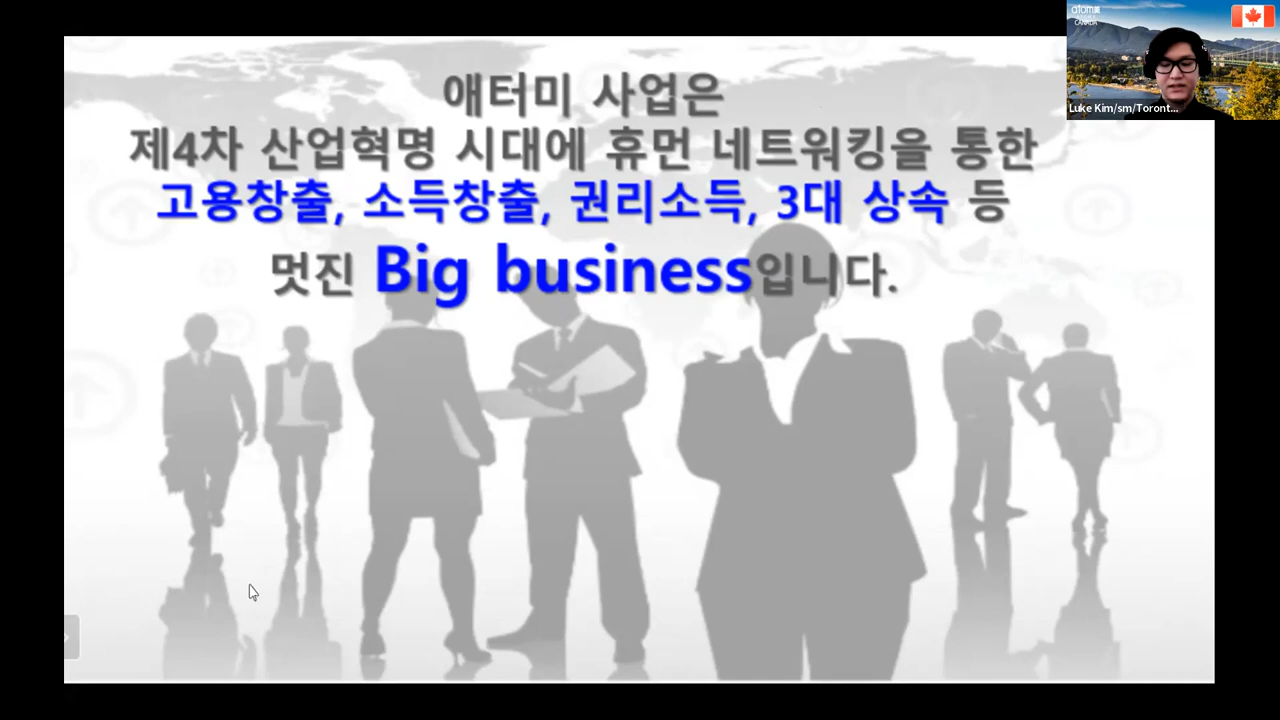 애터미 사업은
제4차 산업혁명 시대에 휴먼 네트워킹을 통한
고용창출, 소득창출, 권리소득, 3대 상속 등
멋진 Big business입니다.
CANADA
Luke Kim/sm/Toront...